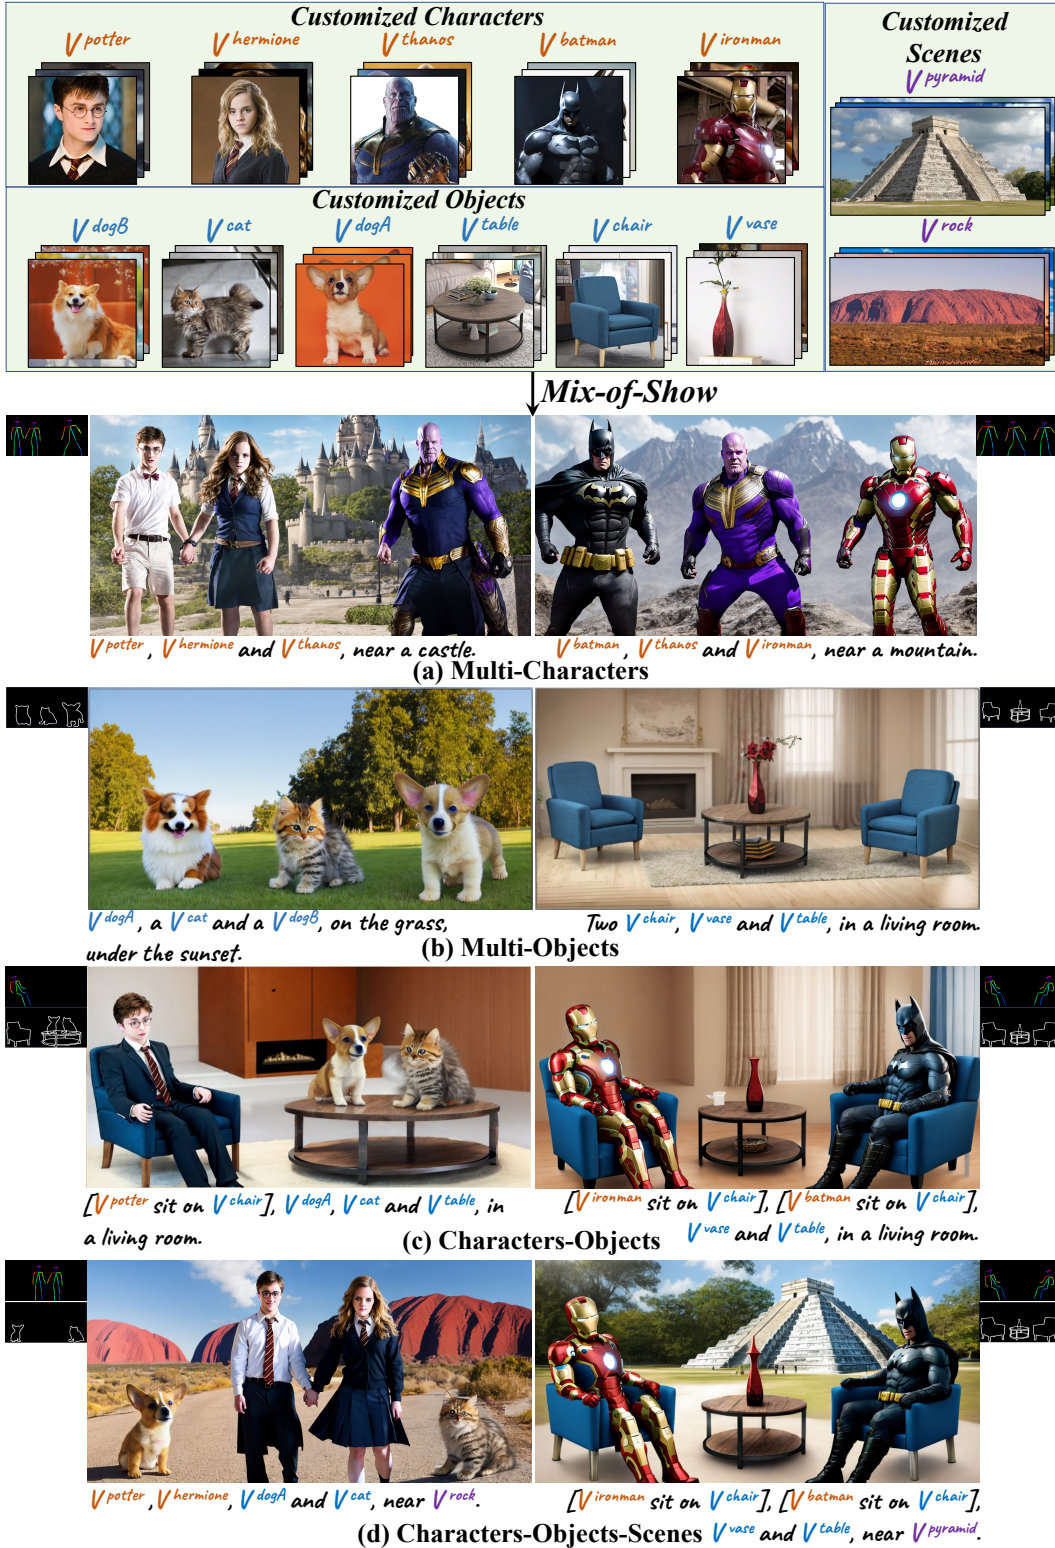 Customized Characters
Customized
Scenes
V potter
V hermione
V thanos
V batman
V ironman
V pyramid
Customized Objects
V dogB
V cat
V dogA
V table
V chair
V vase
V rock
Mix-of-Show
V potter, V hermione and V thanos, near a castle.
V batman, V thanos and V ironman, near a mountain.
(a) Multi-Characters
V dogA, a V cat and a V dogB, on the grass,
under the sunset.
Two V chair, V vase and V table, in a living room.
(b) Multi-Objects
[V potter sit on V chair], V dogA, V cat and V table, in
a living room.
[V ironman sit on V chair], [V batman sit on V chair],
V vase and V table, in a living room.
(c) Characters-Objects
V potter, V hermione, V dogA and V cat, near V rock.
[V ironman sit on V chair], [V batman sit on V chair],
V vase and V table, near V pyramid.
(d) Characters-Objects-Scenes